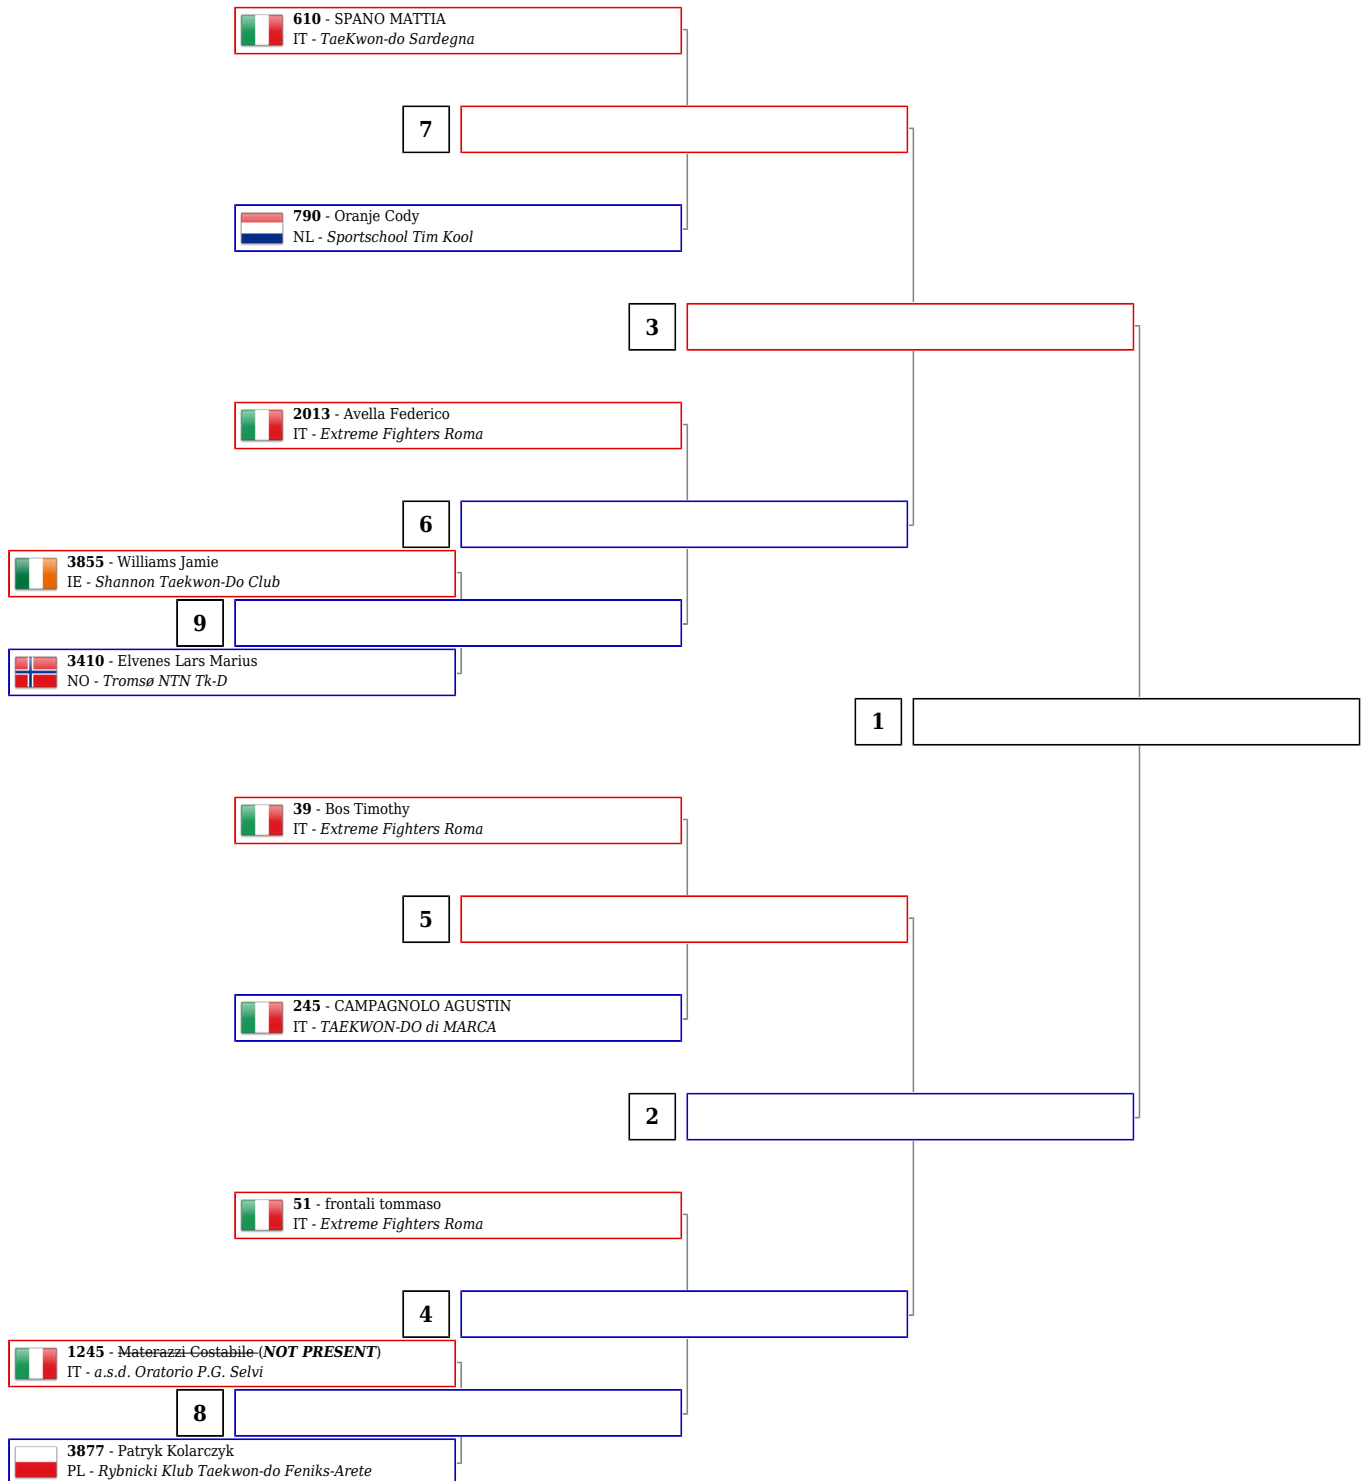 610 - SPANO MATTIA
IT - TaeKwon-do Sardegna
7
790 - Oranje Cody
NL - Sportschool Tim Kool
3
2013 - Avella Federico
IT - Extreme Fighters Roma
6
3855 - Williams Jamie
IE - Shannon Taekwon-Do Club
9
3410 - Elvenes Lars Marius
NO - Tromsø NTN Tk-D
1
39 - Bos Timothy
IT - Extreme Fighters Roma
5
245 - CAMPAGNOLO AGUSTIN
IT - TAEKWON-DO di MARCA
2
51 - frontali tommaso
IT - Extreme Fighters Roma
4
1245 - Materazzi Costabile (NOT PRESENT)
IT - a.s.d. Oratorio P.G. Selvi
8
3877 - Patryk Kolarczyk
PL - Rybnicki Klub Taekwon-do Feniks-Arete